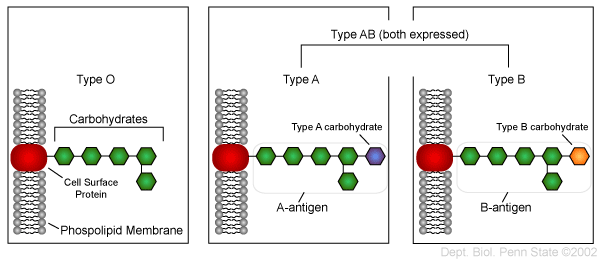 Type AB (both expressed)
Type O
Type A
Type B
Carbohydrates
Type A carbohydrate
Type B carbohydrate
Cell Surface
Protein
A-antigen
B-antigen
Phospolipid Membrane
Dept. Biol. Penn State ©2002